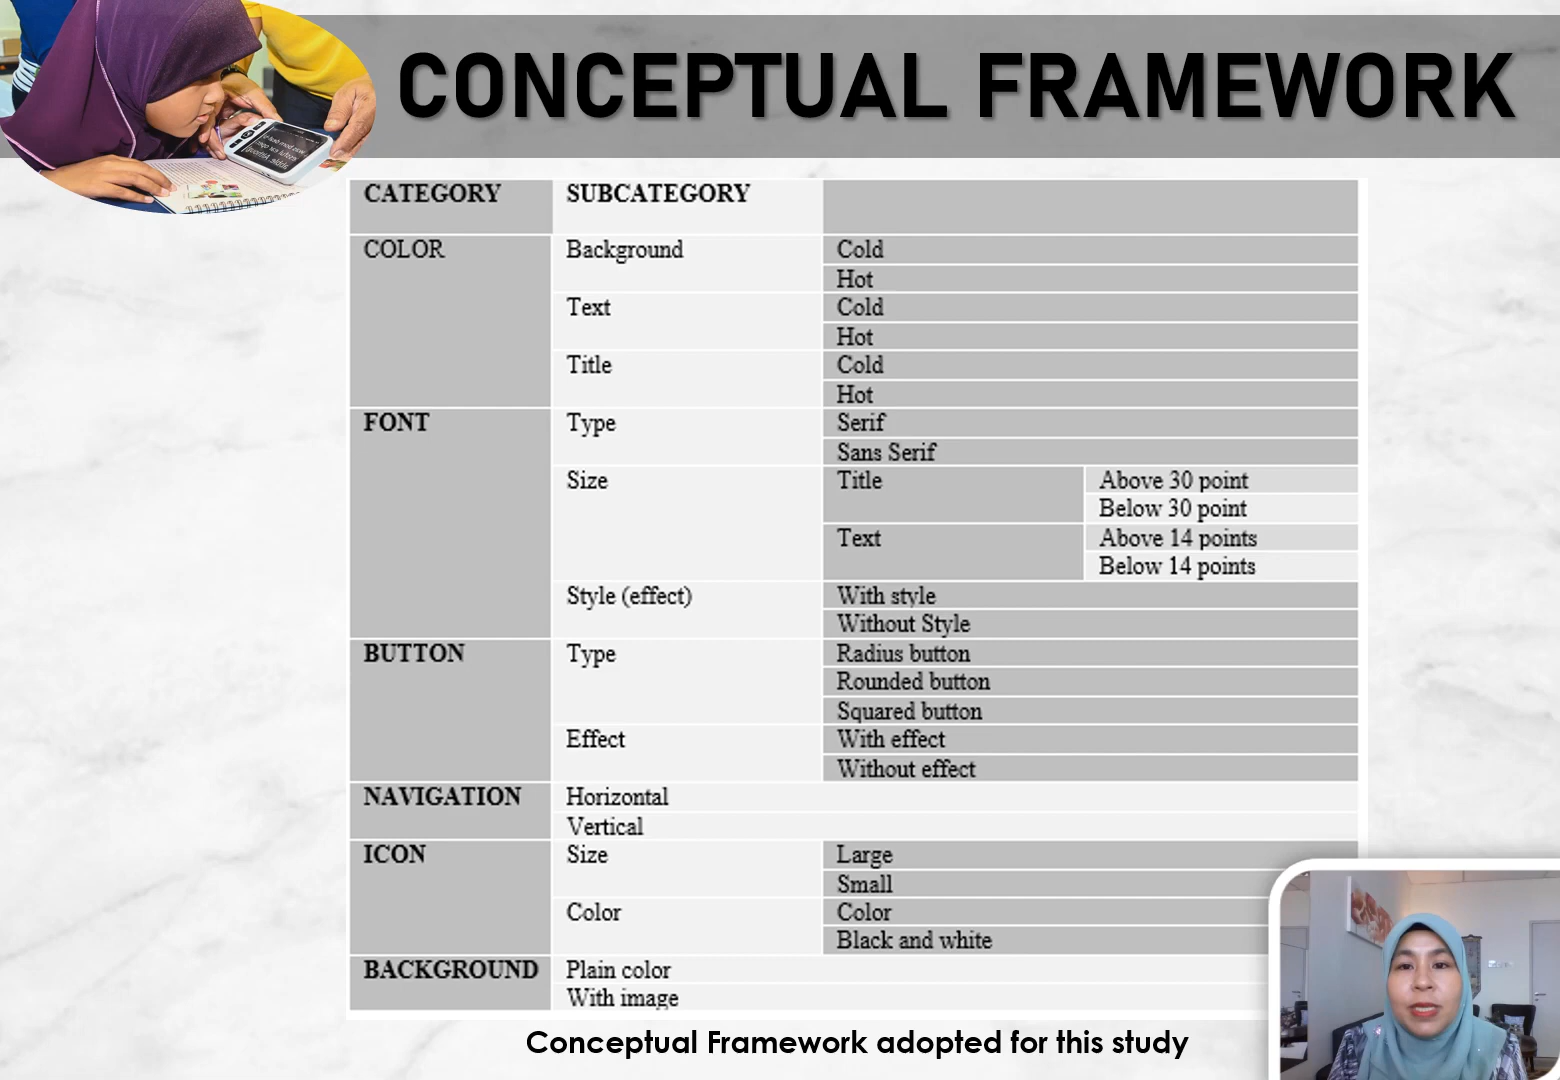 CONCEPTUAL FRAMEWORK
CATEGORY SUBCATEGORY
COLOR Background Cold
Hot
Text Cold
Hot
Title Cold
Hot
FONT Type Serif
Sans Serif
Size Title Above 30 point
Below 30 point
Text Above 14 points
Below 14 points
Style (effect) With style
Without Style
BUTTON Type Radius button
Rounded button
Squared button
Effect With effect
Without effect
NAVIGATION Horizontal
Vertical
ICON Size Large
Small
Color Color
Black and white
BACKGROUND Plain color
With image
Conceptual Framework adopted for this study